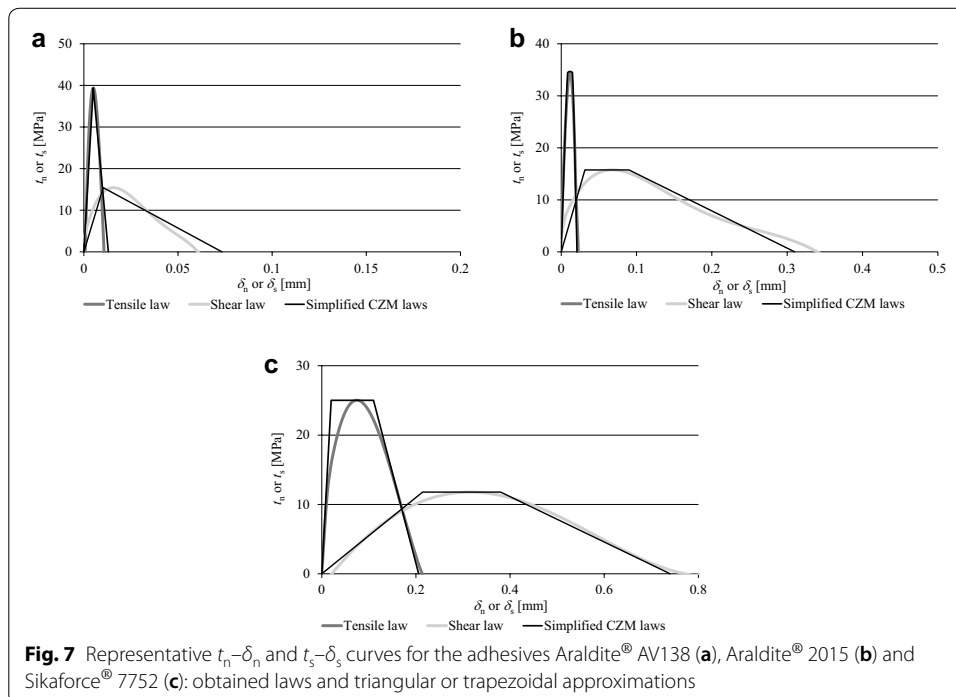 a
50
40
30
20
10
0
tn or ts [MPa]
0 0.05 0.1 0.15 0.2
δn or δs [mm]
Tensile law Shear law Simplified CZM laws
b
40
30
20
10
0
tn or ts [MPa]
0 0.1 0.2 0.3 0.4 0.5
δn or δs [mm]
Tensile law Shear law Simplified CZM laws
c
30
20
10
0
tn or ts [MPa]
0 0.2 0.4 0.6 0.8
δn or δs [mm]
Tensile law Shear law Simplified CZM laws
Fig. 7 Representative tn–δn and ts–δs curves for the adhesives Araldite® AV138 (a), Araldite® 2015 (b) and
Sikaforce® 7752 (c): obtained laws and triangular or trapezoidal approximations